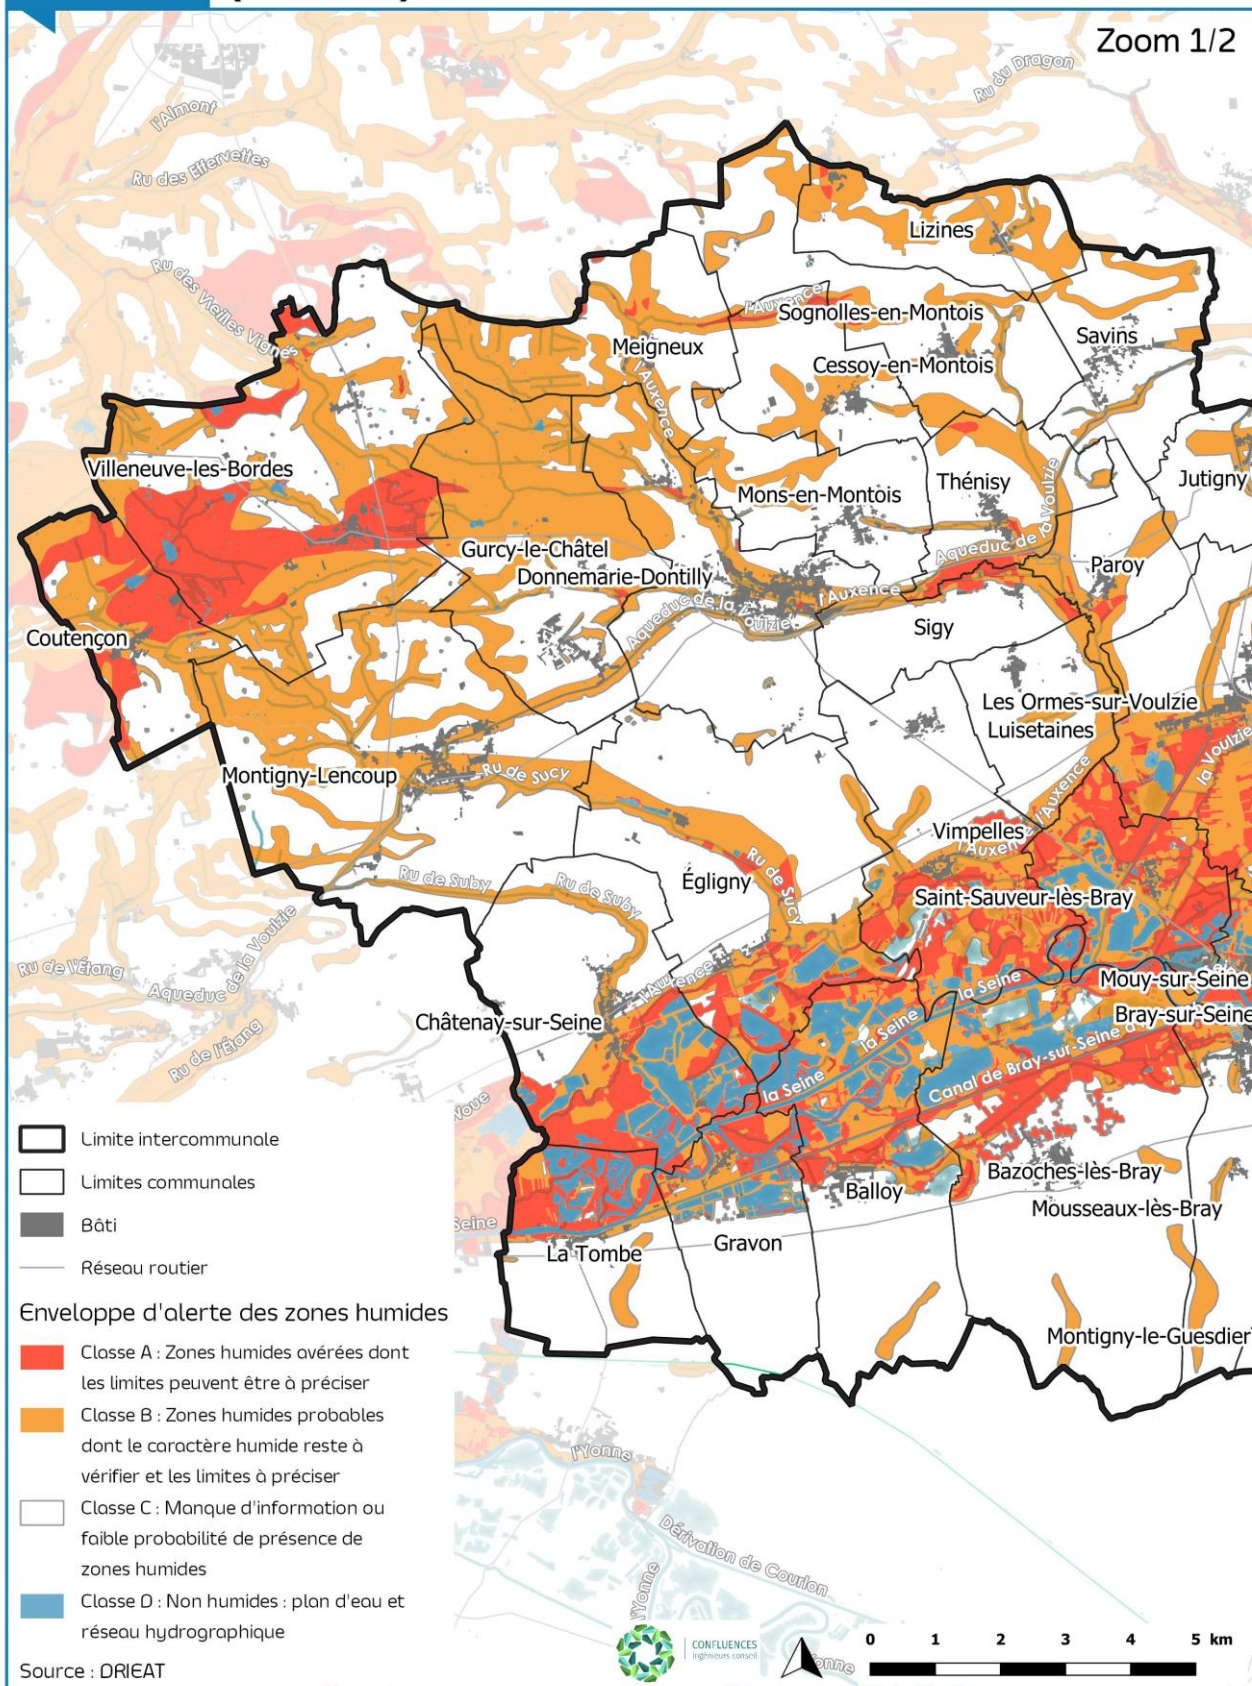 Zoom 1/2
Ru du Dragon
l'Almont
Ru des Effervettes
Lizines
Ru des Vieilles Vignes
l'Auxence
Sognolles-en-Montois
Meigneux
Savins
Cessoy-en-Montois
l'Auxence
Villeneuve-les-Bordes
Thénisy
Jutigny
Mons-en-Montois
Aqueduc de la Voulzie
Gurcy-le-Châtel
Donnemarie-Dontilly
Paroy
l'Auxence
Aqueduc de la Voulzie
Sigy
Coutençon
Les Ormes-sur-Voulzie
Luisetaines
la Voulzie
Montigny-Lencoup
Ru de Sucy
l'Auxence
Vimpelles
l'Auxence
Ru de Suby
Ru de Suby
Égligny
Ru de Sucy
Saint-Sauveur-lès-Bray
Ru de l'Étang
Aqueduc de la Voulzie
l'Auxence
la Seine
Mouy-sur-Seine
Bray-sur-Seine
Châtenay-sur-Seine
la Seine
Ru de l'Étang
la Seine
Canal de Bray-sur-Seine à
Noue
Bazoches-lès-Bray
Balloy
Mousseaux-lès-Bray
Seine
La Tombe
Gravon
Montigny-le-Guesdier
l'Yonne
Dérivation de Courlon
l'Yonne
Yonne
Limite intercommunale
Limites communales
Bâti
Réseau routier
Enveloppe d'alerte des zones humides
Classe A : Zones humides avérées dont
les limites peuvent être à préciser
Classe B : Zones humides probables
dont le caractère humide reste à
vérifier et les limites à préciser
Classe C : Manque d'information ou
faible probabilité de présence de
zones humides
Classe D : Non humides : plan d'eau et
réseau hydrographique
Source : DRIEAT
CONFLUENCES
Ingénieurs conseil
0 1 2 3 4 5 km